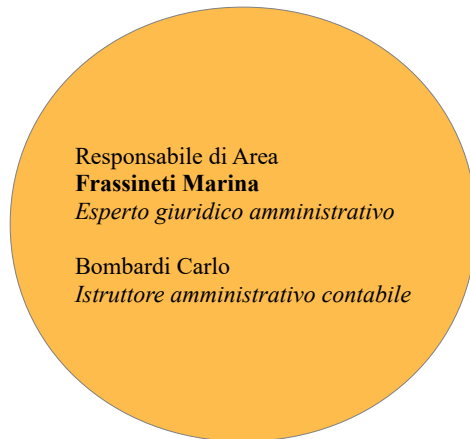 Responsabile di Area
Frassineti Marina
Esperto giuridico amministrativo
Bombardi Carlo
Istruttore amministrativo contabile